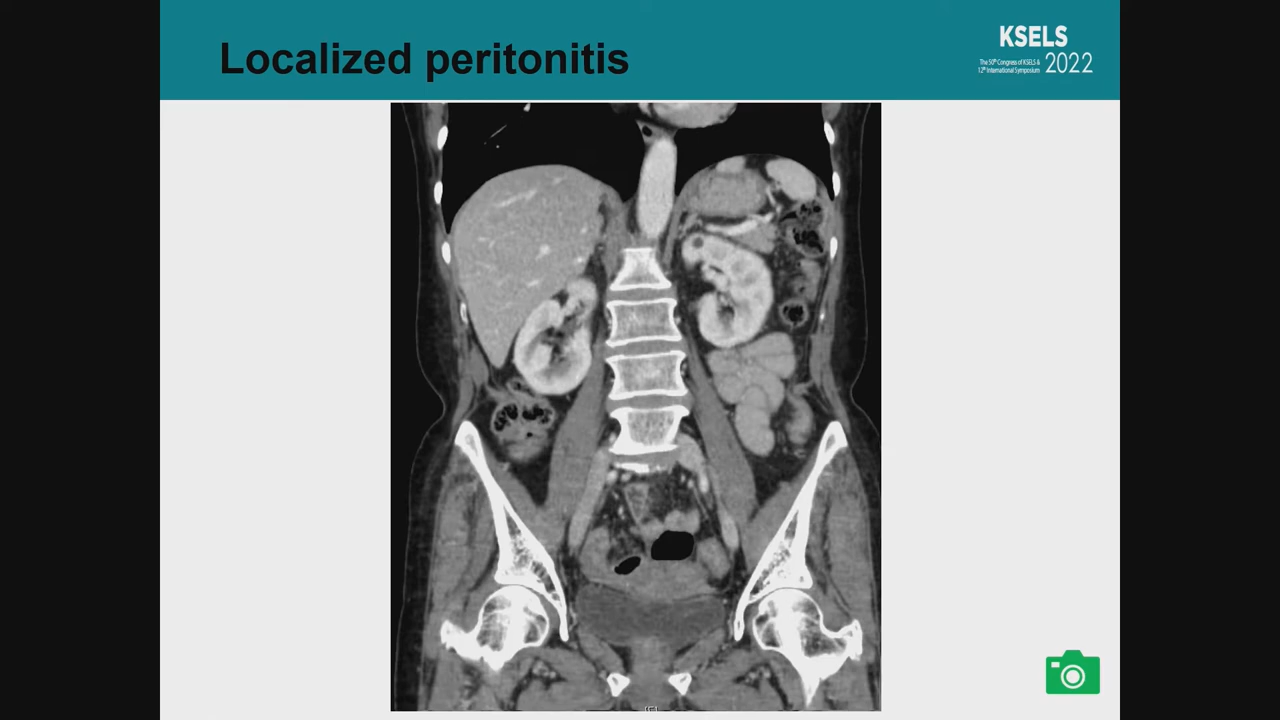 Localized peritonitis
KSELS
The 50th Congress of KSELS &
12th International Symposium
2022